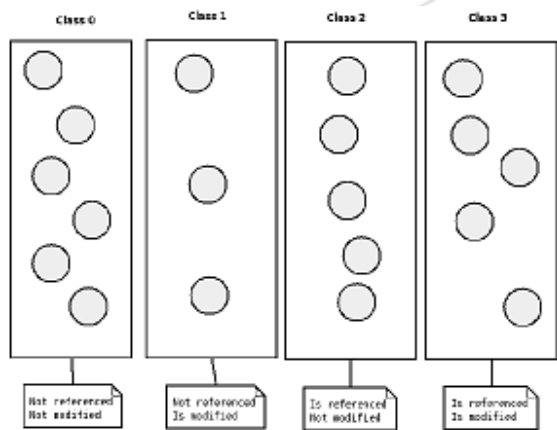 Class 0
Class 1
Class 2
Class 3
Not referenced
Not modified
Not referenced
Is modified
Is referenced
Not modified
Is referenced
Is modified